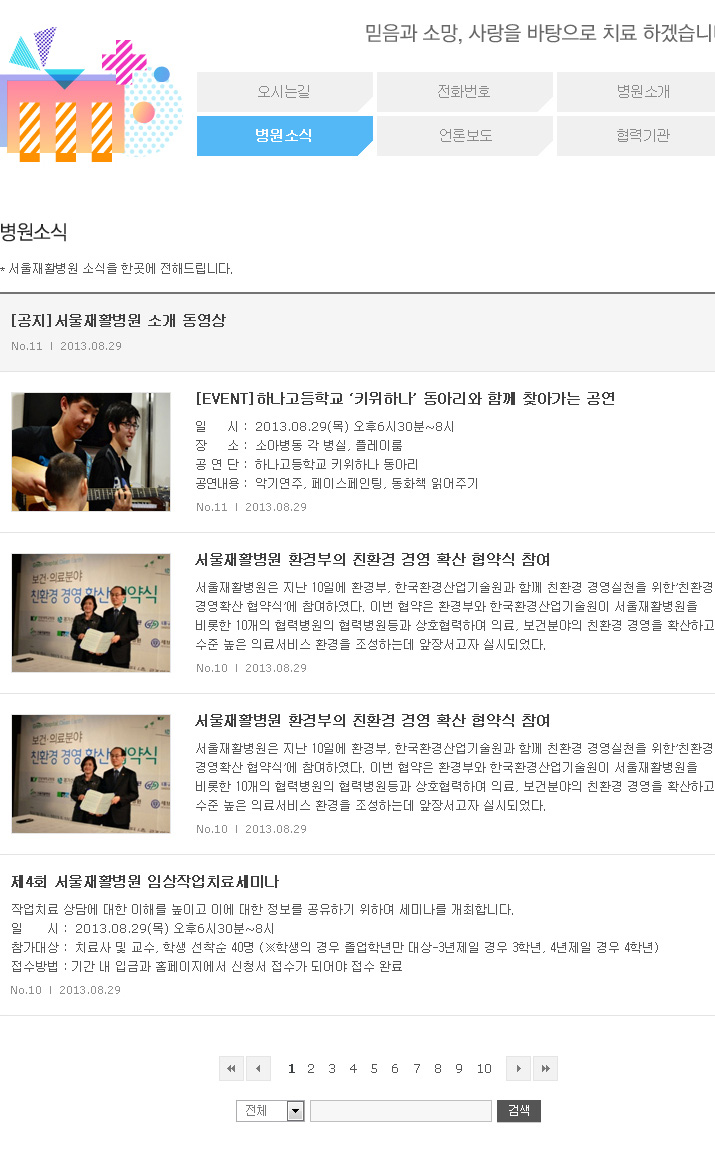 믿음과 소망, 사랑을 바탕으로 치료 하겠습니
오시는길
전화번호
병원소개
병원소식
언론보도
협력기관
병원소식
* 서울재활병원 소식을 한곳에 전해드립니다.
[공지]서울재활병원 소개 동영상
No.11 ㅣ 2013.08.29
[EVENT]하나고등학교 ‘키위하나’ 동아리와 함께 찾아가는 공연
일 시 : 2013.08.29(목) 오후6시30분~8시
장 소 : 소아병동 각 병실, 플레이룸
공 연 단 : 하나고등학교 키위하나 동아리
공연내용 : 악기연주, 페이스페인팅, 동화책 읽어주기
No.11 ㅣ 2013.08.29
보건·의료분야
친환경 경영 확산 협약식
서울재활병원 환경부의 친환경 경영 확산 협약식 참여
서울재활병원은 지난 10일에 환경부, 한국환경산업기술원과 함께 친환경 경영실천을 위한‘친환경
경영확산 협약식’에 참여하였다. 이번 협약은 환경부와 한국환경산업기술원이 서울재활병원을
비롯한 10개의 협력병원의 협력병원등과 상호협력하여 의료, 보건분야의 친환경 경영을 확산하고
수준 높은 의료서비스 환경을 조성하는데 앞장서고자 실시되었다.
No.10 ㅣ 2013.08.29
보건·의료분야
친환경 경영 확산 협약식
서울재활병원 환경부의 친환경 경영 확산 협약식 참여
서울재활병원은 지난 10일에 환경부, 한국환경산업기술원과 함께 친환경 경영실천을 위한‘친환경
경영확산 협약식’에 참여하였다. 이번 협약은 환경부와 한국환경산업기술원이 서울재활병원을
비롯한 10개의 협력병원의 협력병원등과 상호협력하여 의료, 보건분야의 친환경 경영을 확산하고
수준 높은 의료서비스 환경을 조성하는데 앞장서고자 실시되었다.
No.10 ㅣ 2013.08.29
제4회 서울재활병원 임상작업치료세미나
작업치료 상담에 대한 이해를 높이고 이에 대한 정보를 공유하기 위하여 세미나를 개최합니다.
일 시 : 2013.08.29(목) 오후6시30분~8시
참가대상 : 치료사 및 교수, 학생 선착순 40명 (※학생의 경우 졸업학년만 대상-3년제일 경우 3학년, 4년제일 경우 4학년)
접수방법 : 기간 내 입금과 홈페이지에서 신청서 접수가 되어야 접수 완료
No.10 ㅣ 2013.08.29
1 2 3 4 5 6 7 8 9 10
전체
검색